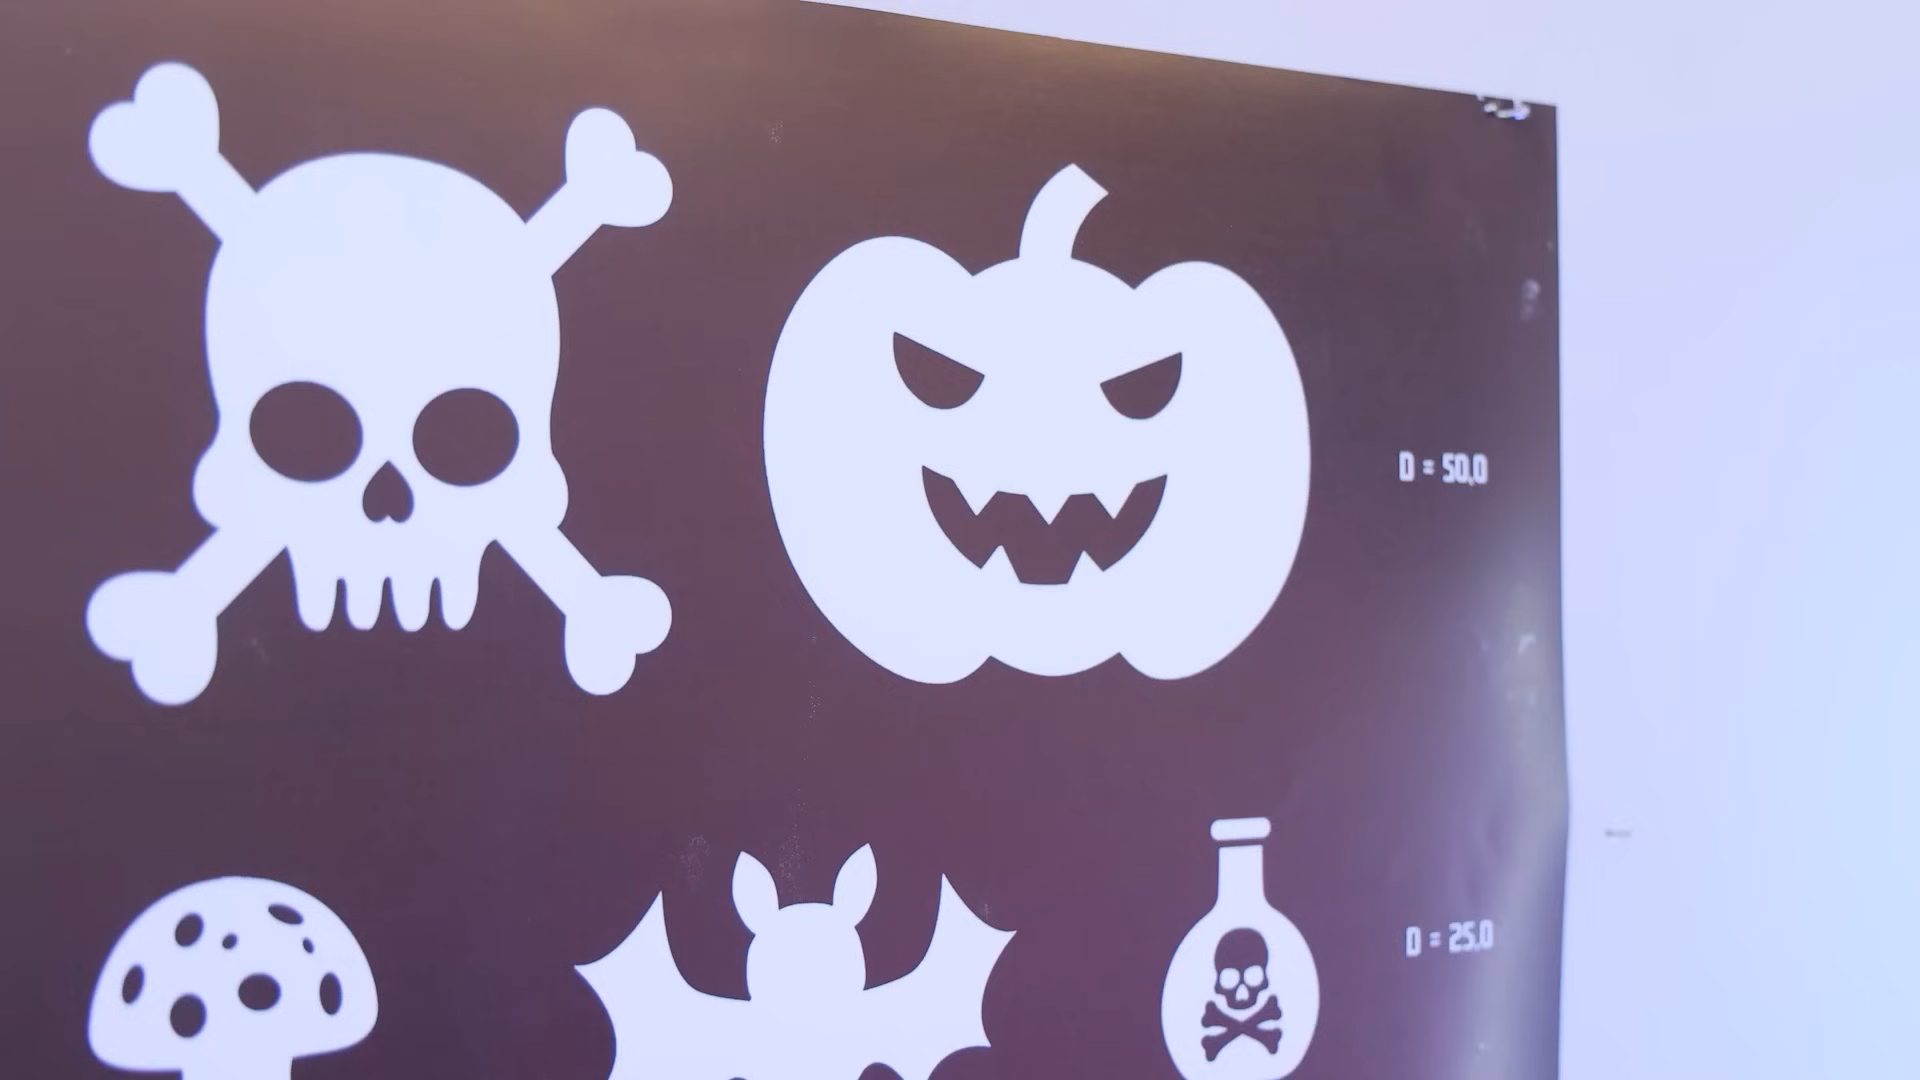 D = 50,0
D = 25,0